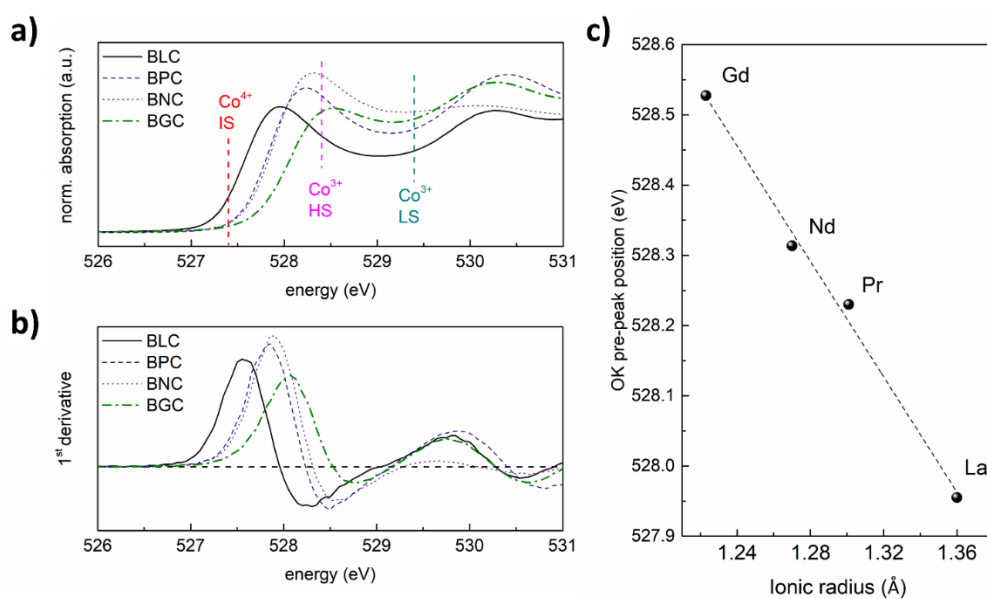 a)
norm. absorption (a.u.)
BLC
BPC
BNC
BGC
Co4+
IS
Co3+
HS
Co3+
LS
526 527 528 529 530 531
energy (eV)
b)
1st derivative
BLC
BPC
BNC
BGC
526 527 528 529 530 531
energy (eV)
c)
OK pre-peak position (eV)
528.6
528.5
528.4
528.3
528.2
528.1
528.0
527.9
Gd
Nd
Pr
La
1.24 1.28 1.32 1.36
Ionic radius (Å)